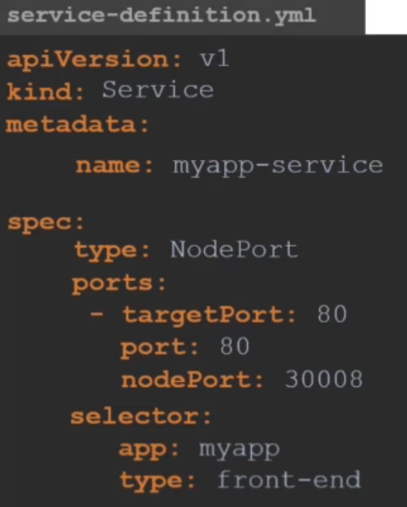 service-definition.yml
apiVersion: v1
kind: Service
metadata:
name: myapp-service
spec:
type: NodePort
ports:
- targetPort: 80
port: 80
nodePort: 30008
selector:
app: myapp
type: front-end